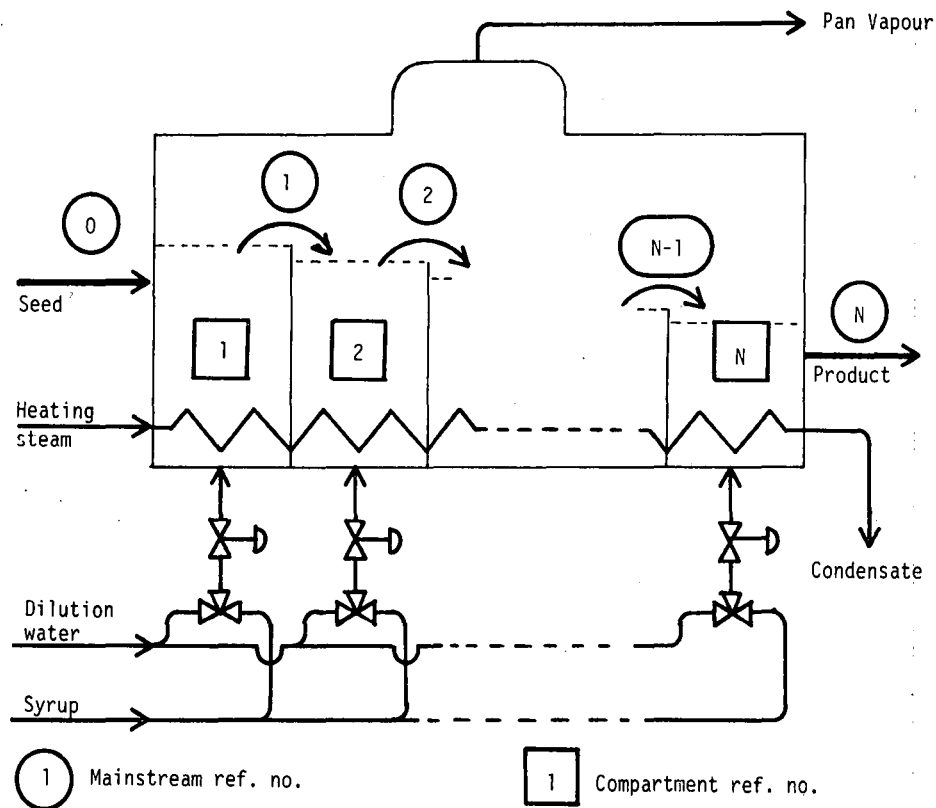 Pan Vapour
1
2
0
N-1
N
Seed
1
2
N
Product
Heating
steam
Condensate
Dilution
water
Syrup
1 Mainstream ref. no.
1 Compartment ref. no.